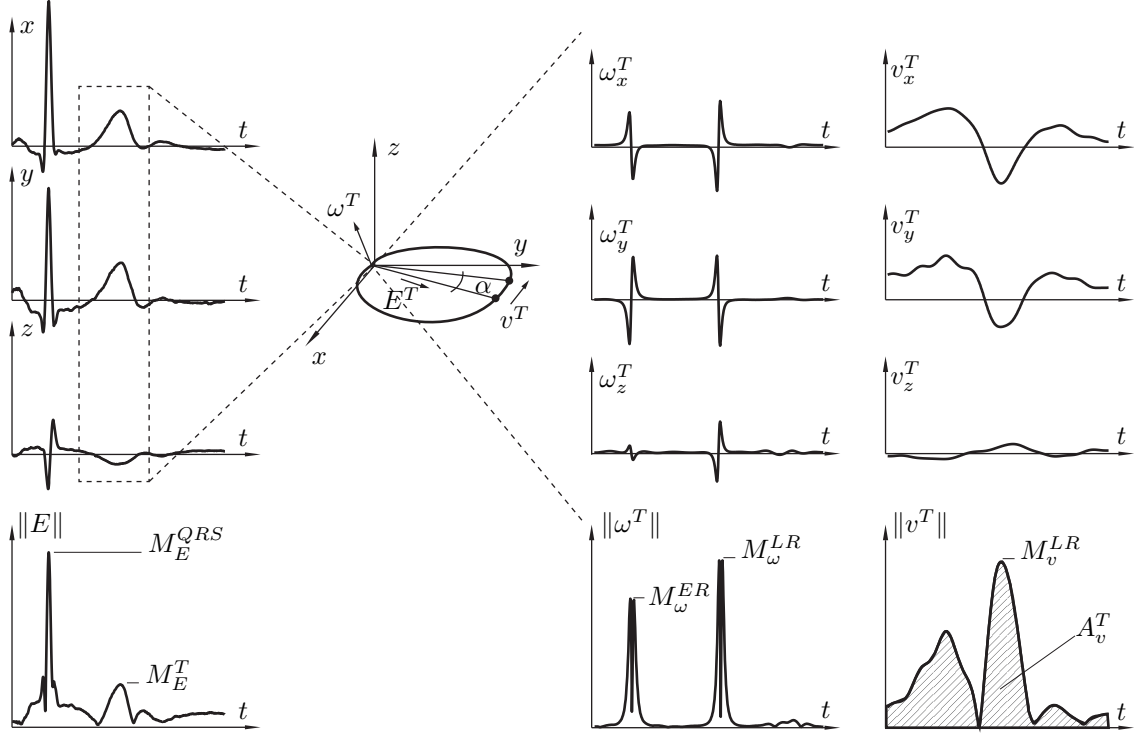 x
t
y
t
z
t
‖E‖
M_E^{QRS}
M_E^T
t
z
ω^T
y
α
E^T
v^T
x
ω_x^T
t
ω_y^T
t
ω_z^T
t
‖ω^T‖
M_ω^{LR}
M_ω^{ER}
t
v_x^T
t
v_y^T
t
v_z^T
t
‖v^T‖
M_v^{LR}
A_v^T
t